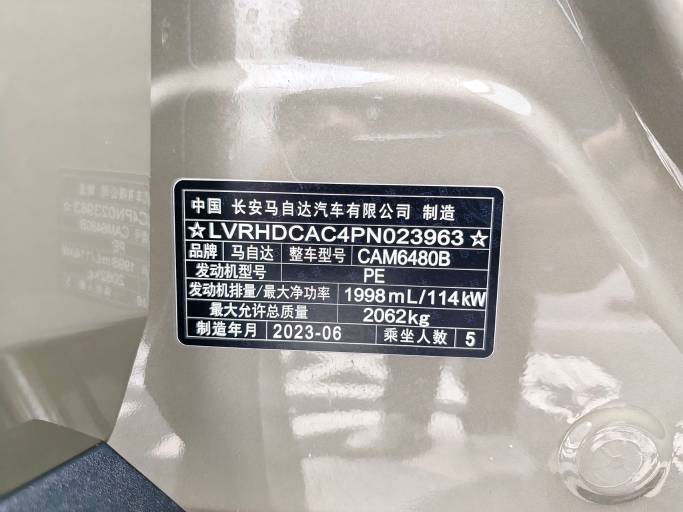 中国 长安马自达汽车有限公司 制造
☆LVRHDCAC4PN023963☆
品牌 马自达 整车型号 CAM6480B
发动机型号 PE
发动机排量/最大净功率 1998mL/114kW
最大允许总质量 2062kg
制造年月 2023-06 乘坐人数 5